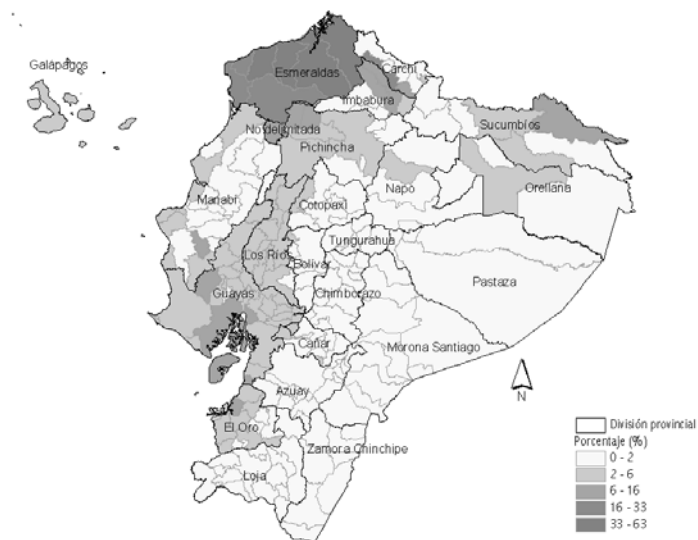 Galápagos
Esmeraldas
Carchi
Imbabura
No delimitada
Sucumbíos
Pichincha
Orellana
Napo
Manabí
Cotopaxi
Tungurahua
Los Ríos
Bolívar
Pastaza
Guayas
Chimborazo
Cañar
Morona Santiago
Azuay
El Oro
Zamora Chinchipe
Loja
N
División provincial
Porcentaje (%)
0 - 2
2 - 6
6 - 16
16 - 33
33 - 63